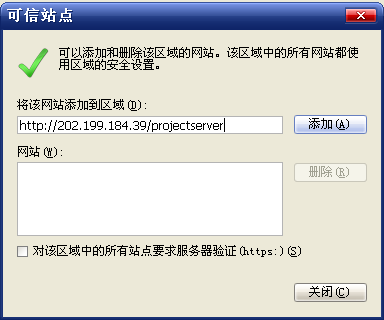 可信站点
可以添加和删除该区域的网站。该区域中的所有网站都使
用区域的安全设置。
将该网站添加到区域(D):
http://202.199.184.39/projectserver
添加(A)
网站(W):
删除(R)
对该区域中的所有站点要求服务器验证(https:)(S)
关闭(C)